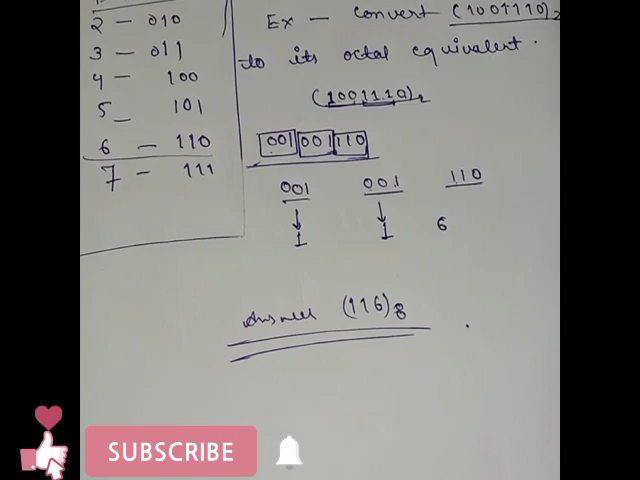 2 - 010
3 - 011
4 - 100
5 - 101
6 - 110
7 - 111
Ex - convert (1001110)2
to its octal equivalent.
(1001110)2
001 001 110
001 001 110
1 1 6
(116)8
SUBSCRIBE